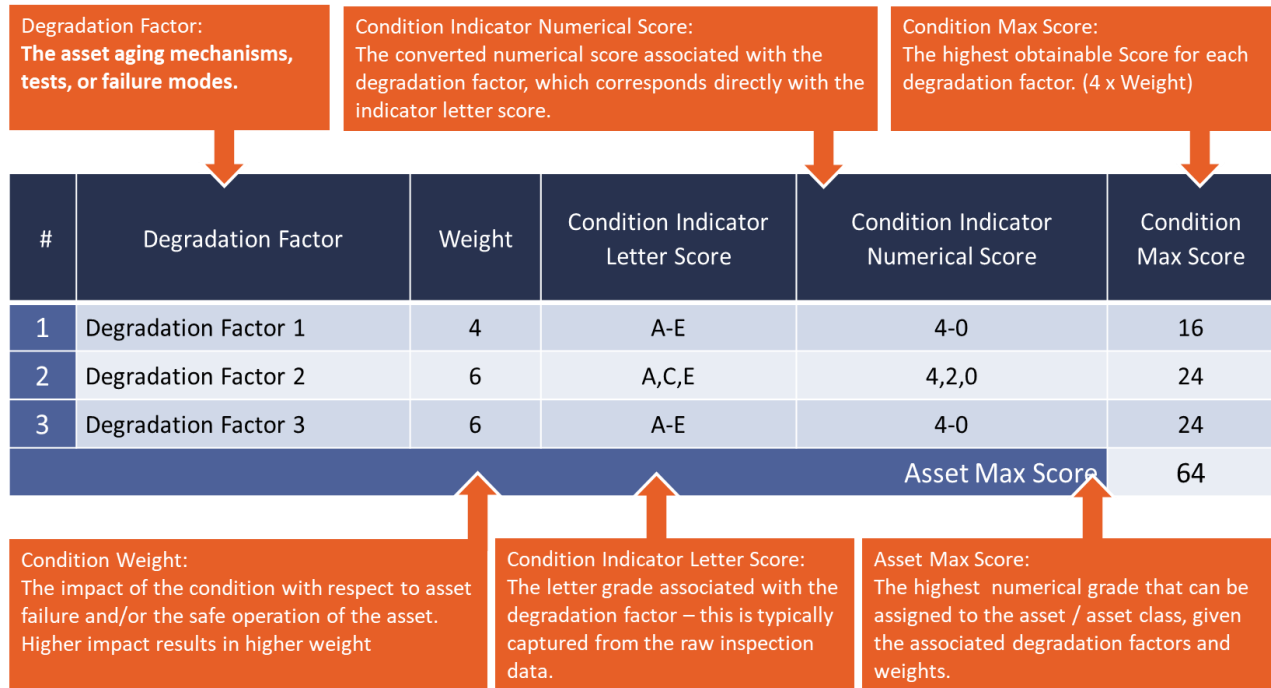 Degradation Factor:
The asset aging mechanisms,
tests, or failure modes.
Condition Indicator Numerical Score:
The converted numerical score associated with the
degradation factor, which corresponds directly with the
indicator letter score.
Condition Max Score:
The highest obtainable Score for each
degradation factor. (4 x Weight)
# Degradation Factor Weight Condition Indicator Letter Score Condition Indicator Numerical Score Condition Max Score
1 Degradation Factor 1 4 A-E 4-0 16
2 Degradation Factor 2 6 A,C,E 4,2,0 24
3 Degradation Factor 3 6 A-E 4-0 24
Asset Max Score 64
Condition Weight:
The impact of the condition with respect to asset
failure and/or the safe operation of the asset.
Higher impact results in higher weight
Condition Indicator Letter Score:
The letter grade associated with the
degradation factor – this is typically
captured from the raw inspection
data.
Asset Max Score:
The highest numerical grade that can be
assigned to the asset / asset class, given
the associated degradation factors and
weights.